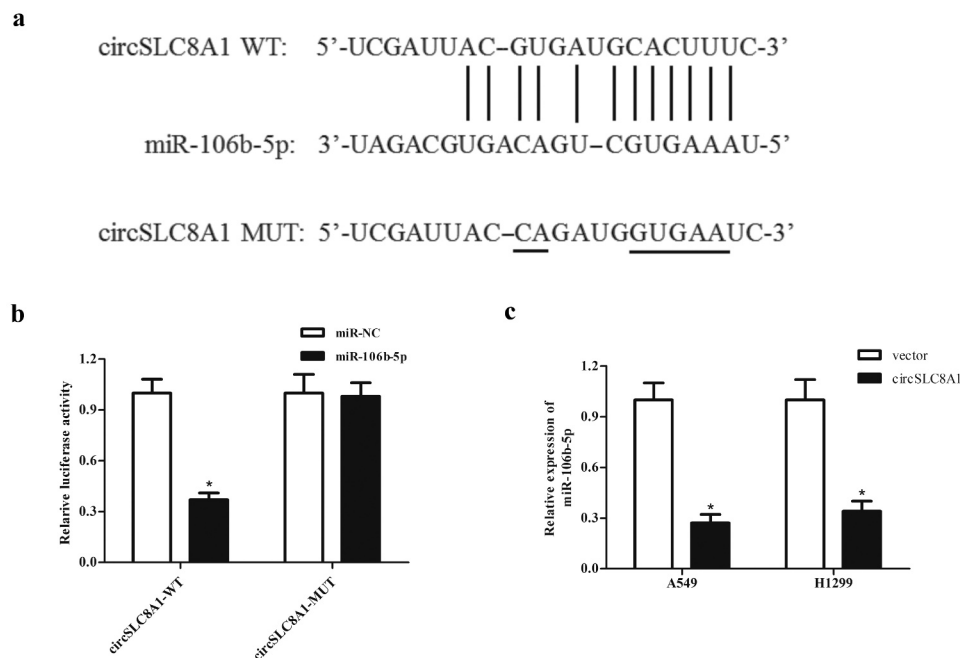 a
circSLC8A1 WT: 5'-UCGAUUAC-GUGAUGCACUUUC-3'
miR-106b-5p: 3'-UAGACGUGACAGU-CGUGAAAU-5'
circSLC8A1 MUT: 5'-UCGAUUAC-CAGAUGGUGAAUC-3'
b
miR-NC
miR-106b-5p
Relarive luciferase activity
1.2
0.9
0.6
0.3
0.0
*
circSLC8A1-WT
circSLC8A1-MUT
c
vector
circSLC8A1
Relative expression of
miR-106b-5p
1.2
0.9
0.6
0.3
0.0
*
*
A549
H1299